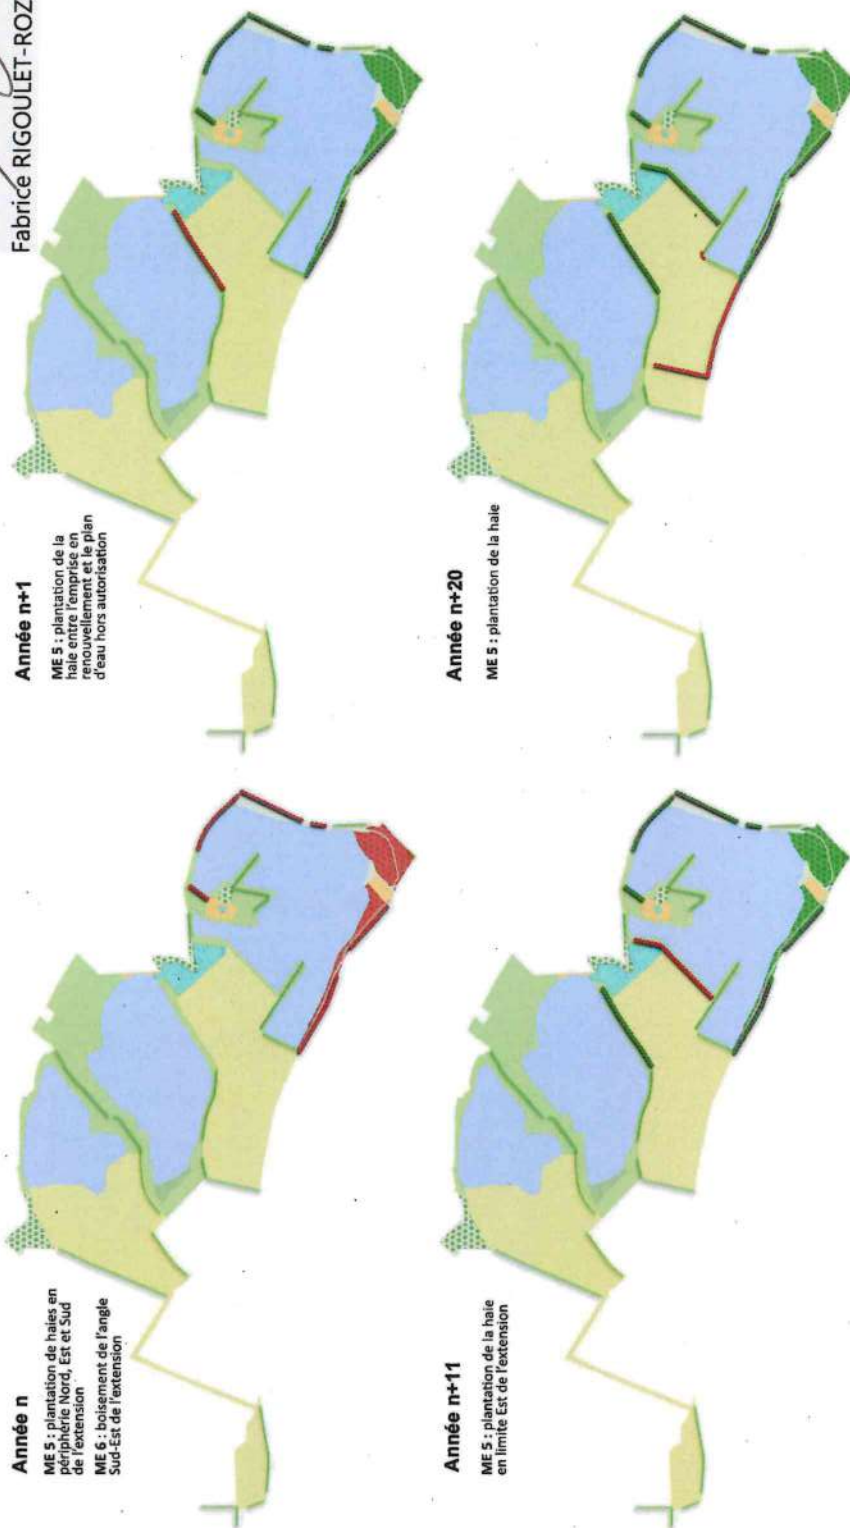 Fabrice RIGOULET-ROZ
Année n
ME 5 : plantation de haies en
périphérie Nord, Est et Sud
de l'extension
ME 6 : boisement de l'angle
Sud-Est de l'extension
Année n+1
ME 5 : plantation de la
haie entre l'emprise en
renouvellement et le plan
d'eau hors autorisation
Année n+11
ME 5 : plantation de la haie
en limite Est de l'extension
Année n+20
ME 5 : plantation de la haie